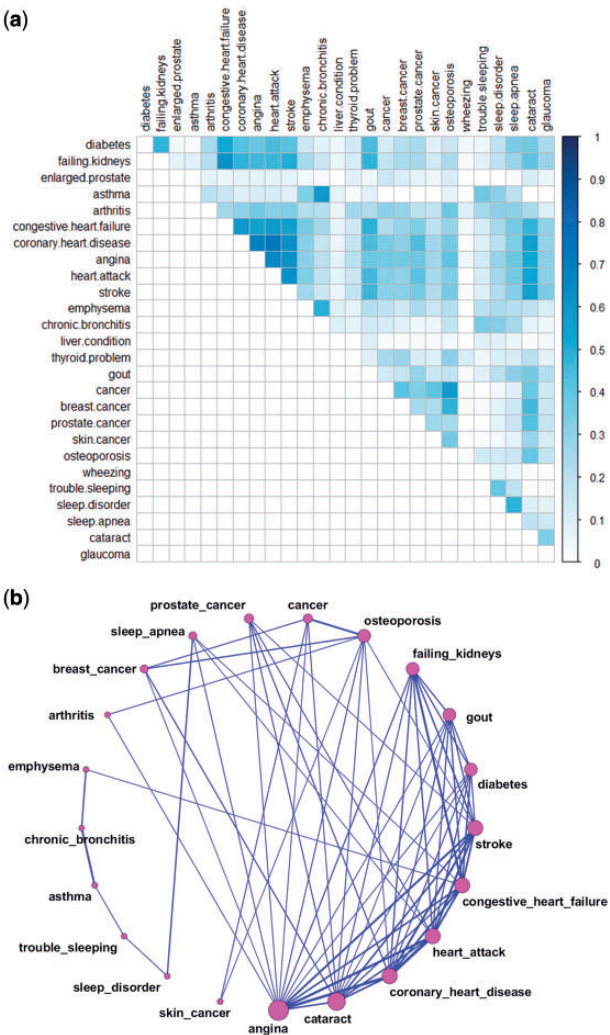 (a)
diabetes
failing.kidneys
enlarged.prostate
asthma
arthritis
congestive.heart.failure
coronary.heart.disease
angina
heart.attack
stroke
emphysema
chronic.bronchitis
liver.condition
thyroid.problem
gout
cancer
breast.cancer
prostate.cancer
skin.cancer
osteoporosis
wheezing
trouble.sleeping
sleep.disorder
sleep.apnea
cataract
glaucoma
diabetes
failing.kidneys
enlarged.prostate
asthma
arthritis
congestive.heart.failure
coronary.heart.disease
angina
heart.attack
stroke
emphysema
chronic.bronchitis
liver.condition
thyroid.problem
gout
cancer
breast.cancer
prostate.cancer
skin.cancer
osteoporosis
wheezing
trouble.sleeping
sleep.disorder
sleep.apnea
cataract
glaucoma
1
0.9
0.8
0.7
0.6
0.5
0.4
0.3
0.2
0.1
0
(b)
prostate_cancer
cancer
sleep_apnea
osteoporosis
breast_cancer
failing_kidneys
arthritis
gout
emphysema
diabetes
chronic_bronchitis
stroke
asthma
congestive_heart_failure
trouble_sleeping
heart_attack
sleep_disorder
coronary_heart_disease
skin_cancer
cataract
angina